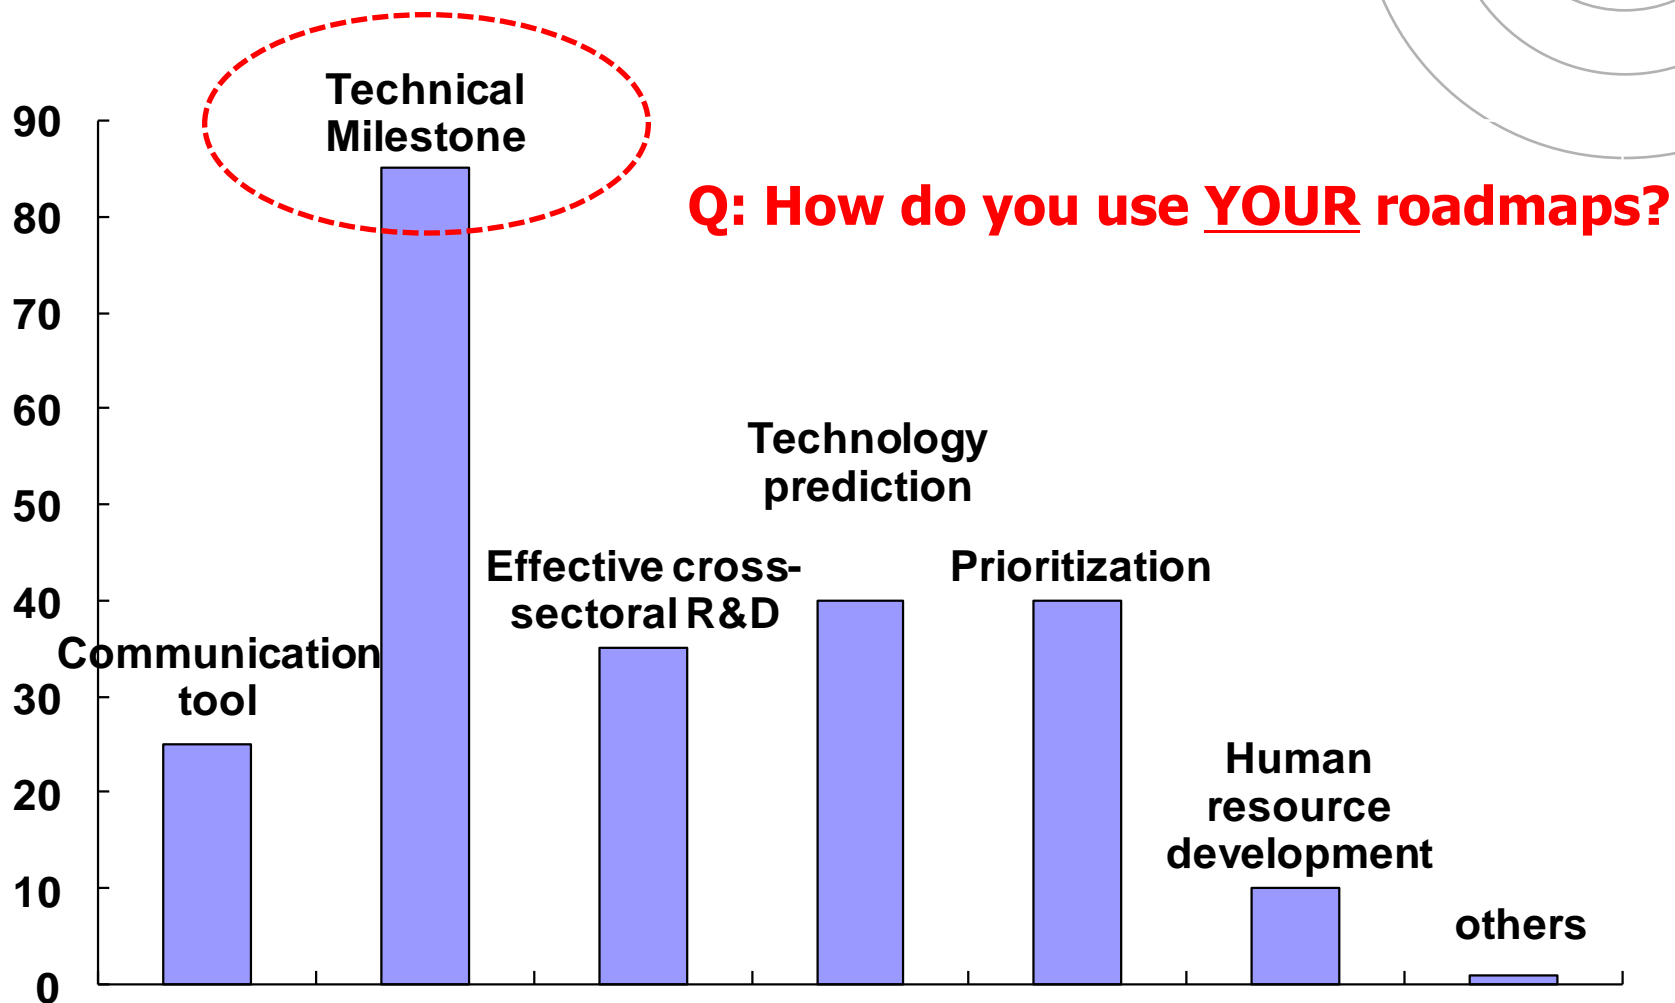 Technical
Milestone
Q: How do you use YOUR roadmaps?
90
80
70
60
50
40
30
20
10
0
Communication
tool
Effective cross-
sectoral R&D
Technology
prediction
Prioritization
Human
resource
development
others